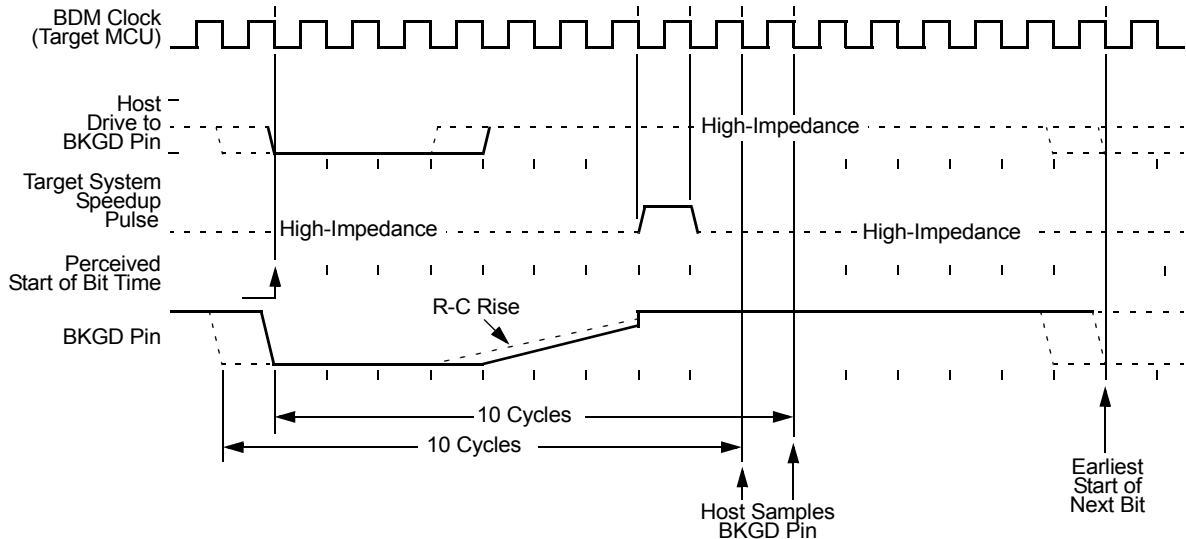 BDM Clock
(Target MCU)
Host
Drive to
BKGD Pin
High-Impedance
Target System
Speedup
Pulse
High-Impedance
High-Impedance
Perceived
Start of Bit Time
R-C Rise
BKGD Pin
10 Cycles
10 Cycles
Host Samples
BKGD Pin
Earliest
Start of
Next Bit